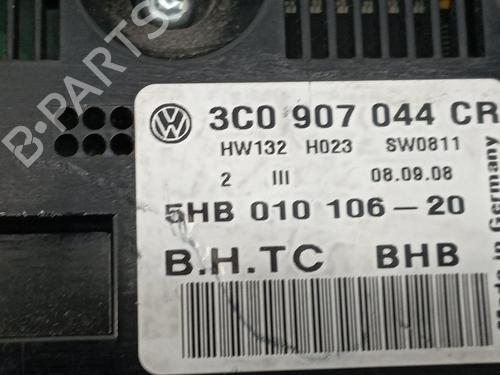 B-PARTS
3C0 907 044 CR
HW132 H023 SW0811
2 III 08.09.08
5HB 010 106-20
B.H.TC BHB
Made in Germany